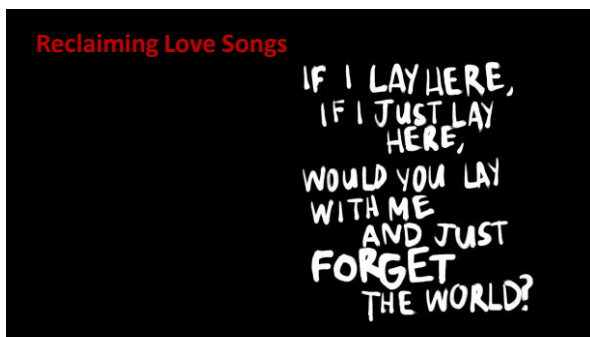 Reclaiming Love Songs
IF I LAY HERE,
IF I JUST LAY
HERE,
WOULD YOU LAY
WITH ME
AND JUST
FORGET
THE WORLD?